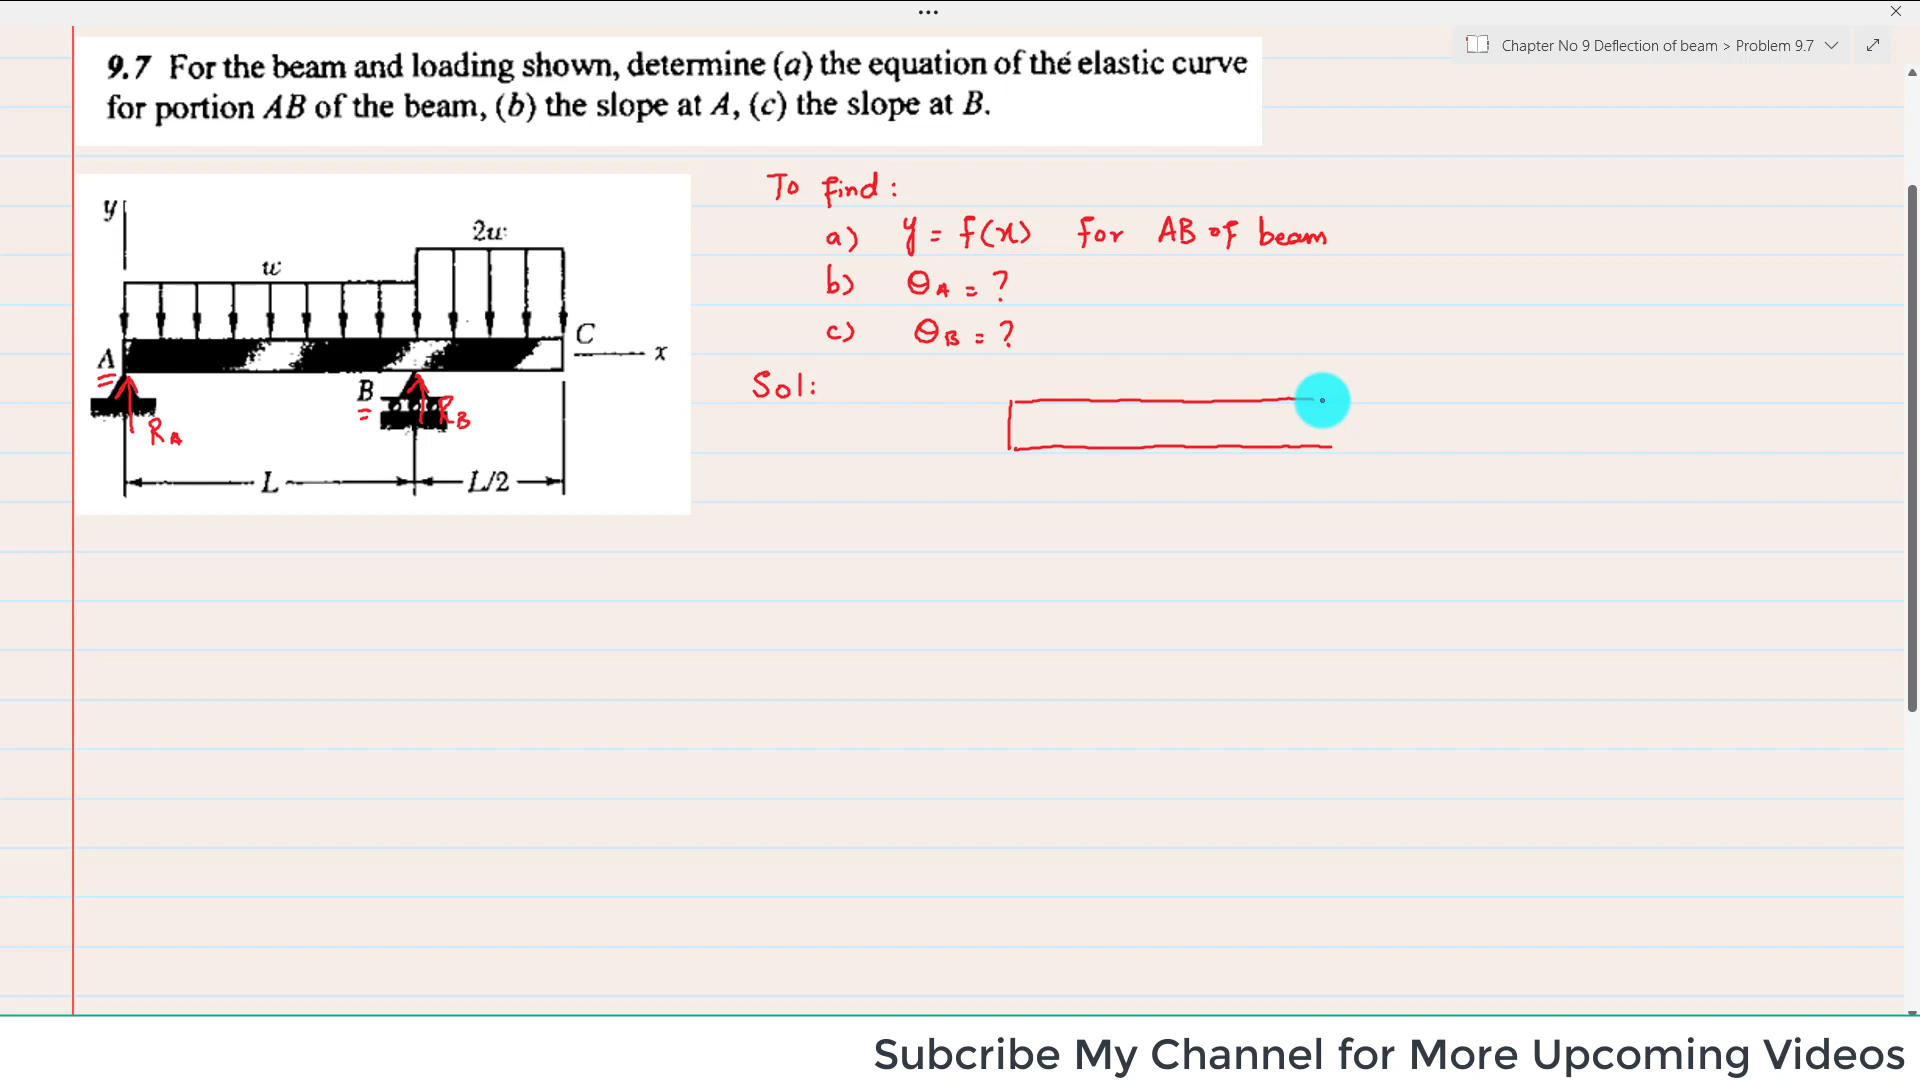 ...
Chapter No 9 Deflection of beam > Problem 9.7
9.7 For the beam and loading shown, determine (a) the equation of the elastic curve
for portion AB of the beam, (b) the slope at A, (c) the slope at B.
To find:
a) y = f(x) for AB of beam
b) θA = ?
c) θB = ?
Sol:
y
2w
w
C
x
A
B
RA
RB
L
L/2
Subcribe My Channel for More Upcoming Videos